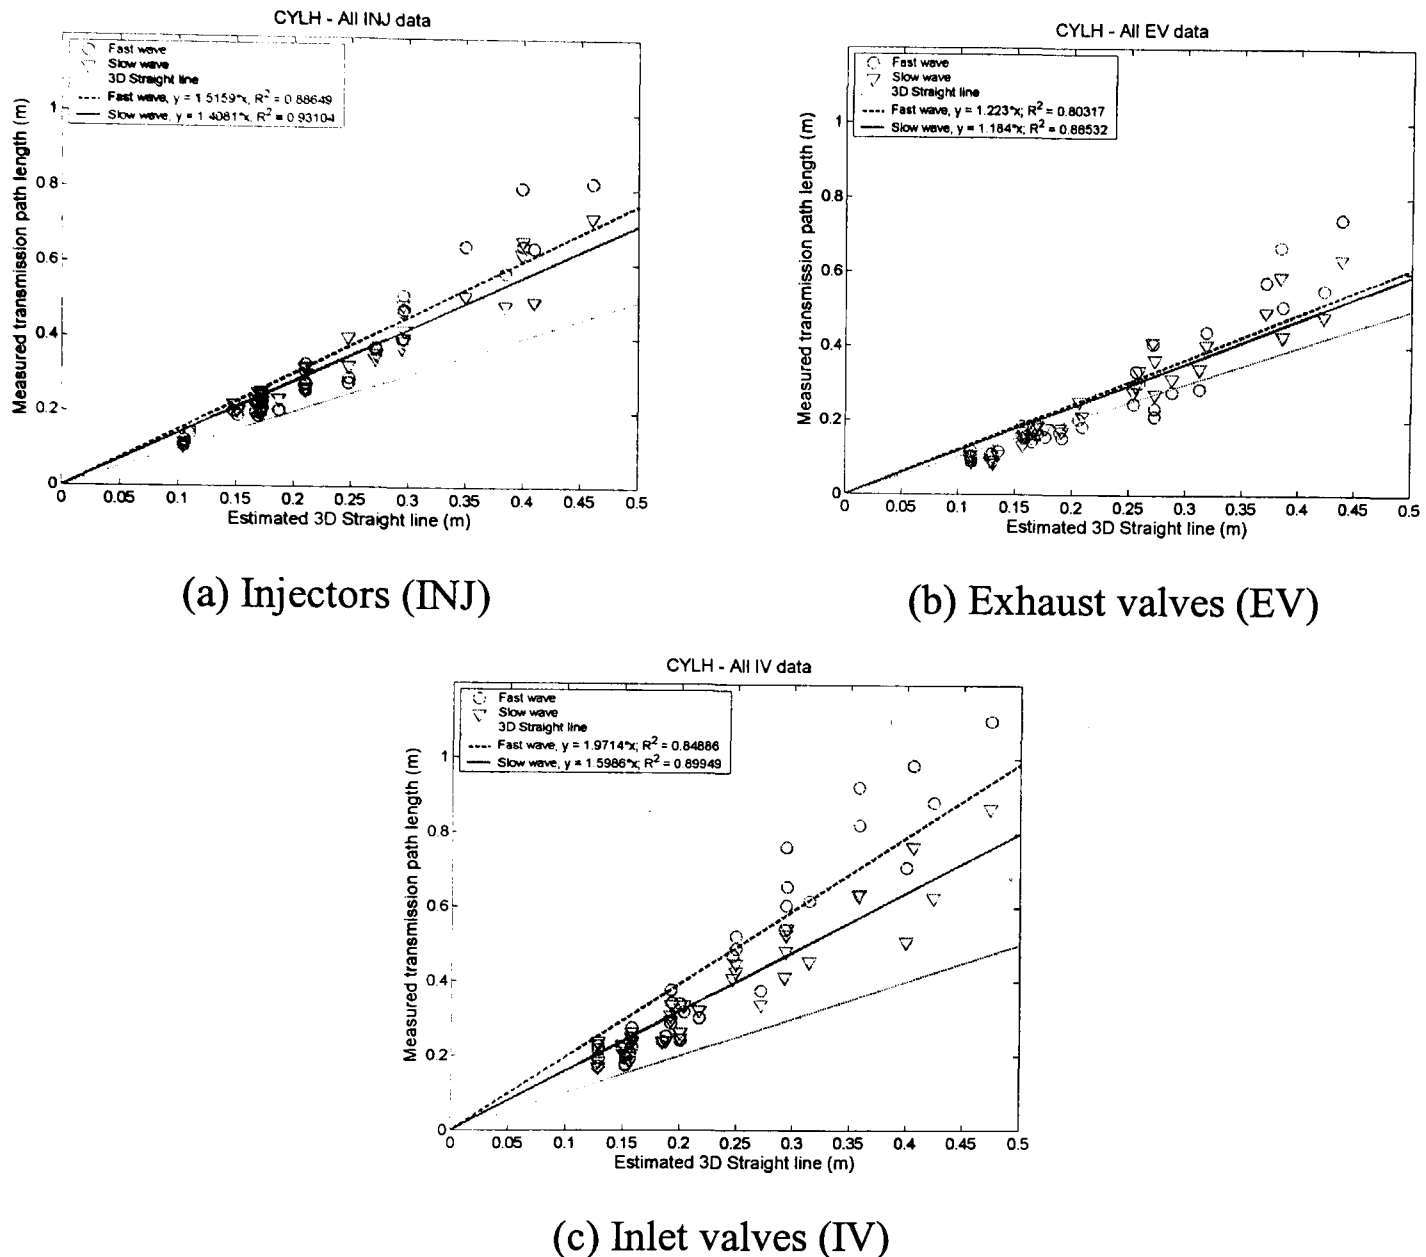 CYLH - All INJ data
Fast wave
Slow wave
3D Straight line
Fast wave, y = 1.5159*x; R² = 0.88649
Slow wave, y = 1.4081*x; R² = 0.93104
Measured transmission path length (m)
1
0.8
0.6
0.4
0.2
0
0 0.05 0.1 0.15 0.2 0.25 0.3 0.35 0.4 0.45 0.5
Estimated 3D Straight line (m)
(a) Injectors (INJ)
CYLH - All EV data
Fast wave
Slow wave
3D Straight line
Fast wave, y = 1.223*x; R² = 0.80317
Slow wave, y = 1.184*x; R² = 0.88532
Measured transmission path length (m)
1
0.8
0.6
0.4
0.2
0
0 0.05 0.1 0.15 0.2 0.25 0.3 0.35 0.4 0.45 0.5
Estimated 3D Straight line (m)
(b) Exhaust valves (EV)
CYLH - All IV data
Fast wave
Slow wave
3D Straight line
Fast wave, y = 1.9714*x; R² = 0.84886
Slow wave, y = 1.5986*x; R² = 0.89949
Measured transmission path length (m)
1
0.8
0.6
0.4
0.2
0
0 0.05 0.1 0.15 0.2 0.25 0.3 0.35 0.4 0.45 0.5
Estimated 3D Straight line (m)
(c) Inlet valves (IV)